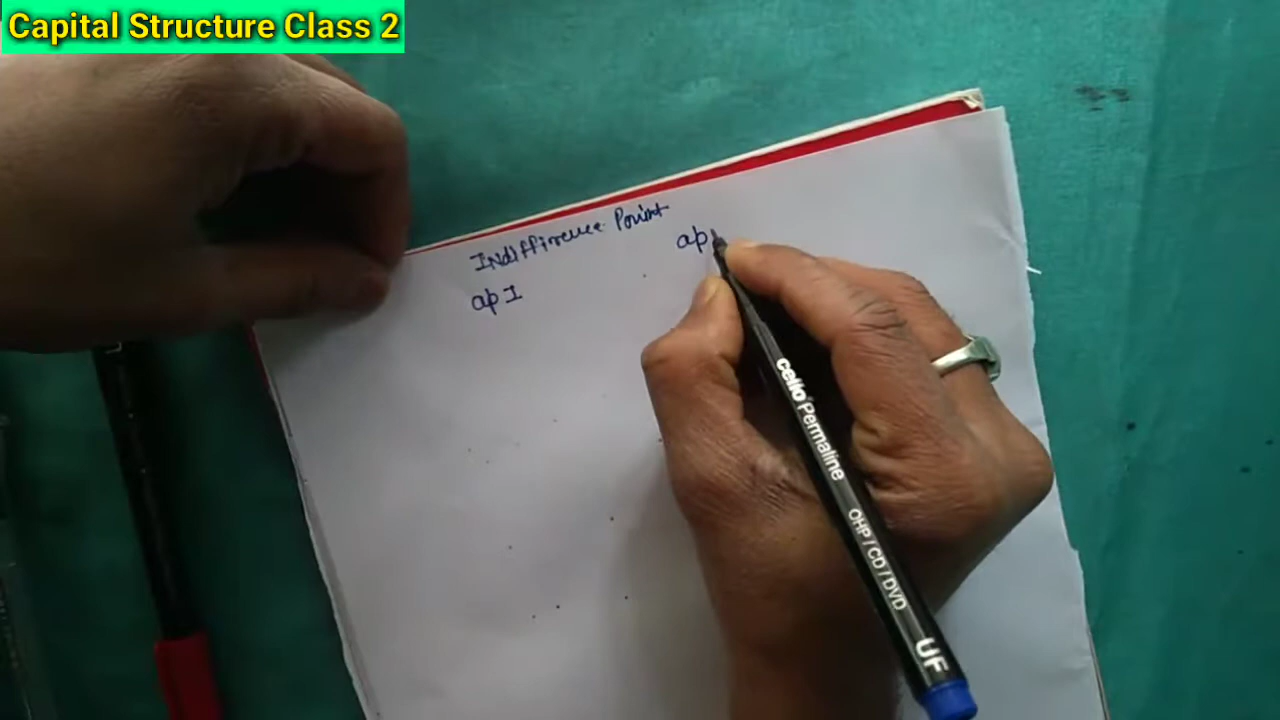 Capital Structure Class 2
Indifference Point
ap I
ap
cello Permaline OHP / CD / DVD UF